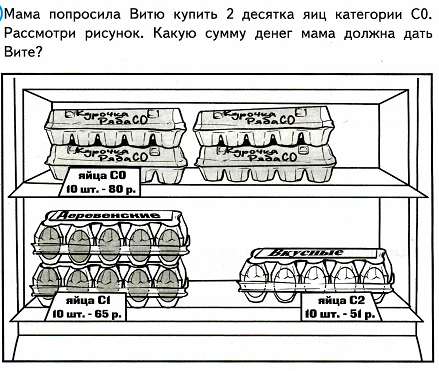 Мама попросила Витю купить 2 десятка яиц категории С0.
Рассмотри рисунок. Какую сумму денег мама должна дать
Вите?
Курочка
Ряба С0
Курочка
Ряба С0
Курочка
Ряба С0
Курочка
Ряба С0
яйца С0
10 шт. - 80 р.
Деревенские
Вкусные
яйца С1
10 шт. - 65 р.
яйца С2
10 шт. - 51 р.